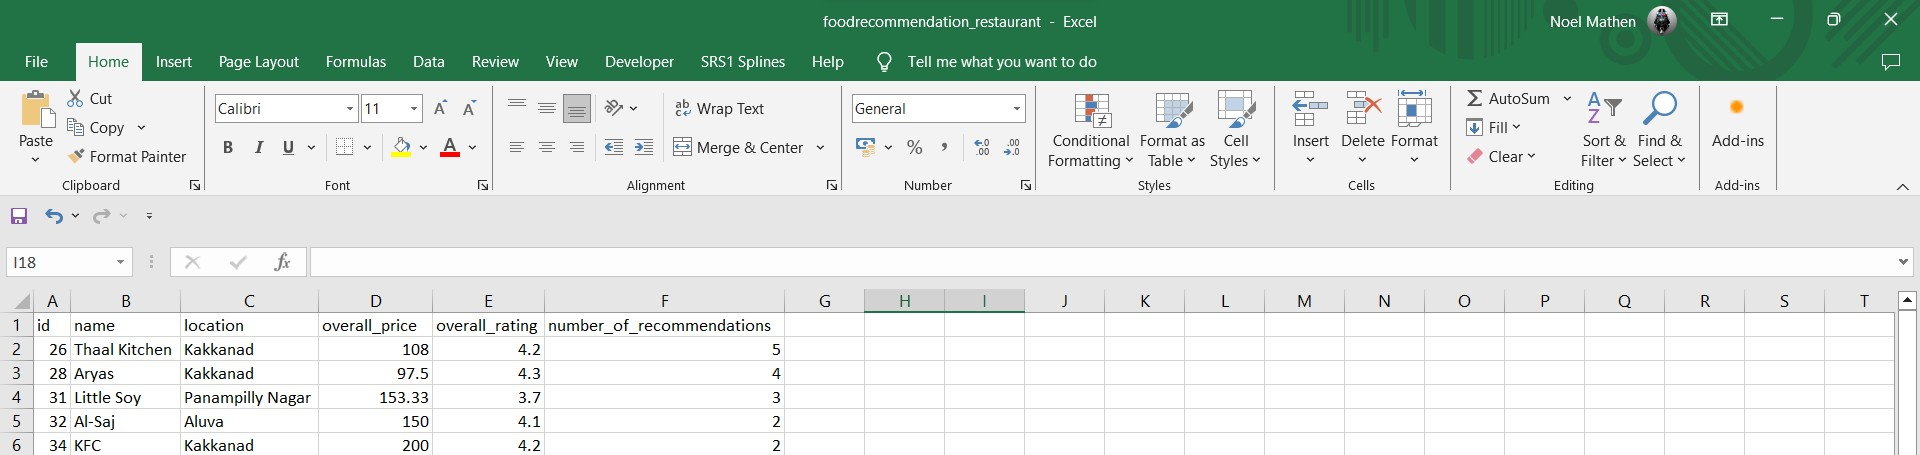 foodrecommendation_restaurant - Excel
Noel Mathen
File Home Insert Page Layout Formulas Data Review View Developer SRS1 Splines Help Tell me what you want to do
Paste
Cut
Copy
Format Painter
Clipboard
Calibri 11 A A
B I U A
Font
ab Wrap Text
Merge & Center
Alignment
General
% , .0 .00 .00 .0
Number
Conditional Formatting
Format as Table
Cell Styles
Styles
Insert
Delete
Format
Cells
AutoSum
Fill
Clear
Sort & Filter
Find & Select
Editing
Add-ins
Add-ins
I18 fx
A B C D E F G H I J K L M N O P Q R S T
1 id name location overall_price overall_rating number_of_recommendations
2 26 Thaal Kitchen Kakkanad 108 4.2 5
3 28 Aryas Kakkanad 97.5 4.3 4
4 31 Little Soy Panampilly Nagar 153.33 3.7 3
5 32 Al-Saj Aluva 150 4.1 2
6 34 KFC Kakkanad 200 4.2 2